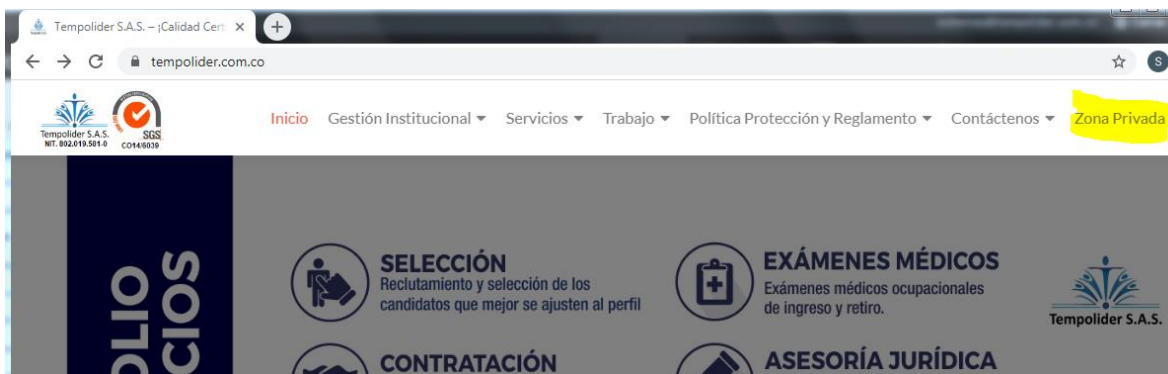 Tempolider S.A.S. – ¡Calidad Cert
tempolider.com.co
S
Tempolider S.A.S.
NIT. 802.019.501-0
SGS
CO14/6039
Inicio Gestión Institucional Servicios Trabajo Política Protección y Reglamento Contáctenos Zona Privada
OLIO
CIOS
SELECCIÓN
Reclutamiento y selección de los
candidatos que mejor se ajusten al perfil
EXÁMENES MÉDICOS
Exámenes médicos ocupacionales
de ingreso y retiro.
Tempolider S.A.S.
CONTRATACIÓN
ASESORÍA JURÍDICA